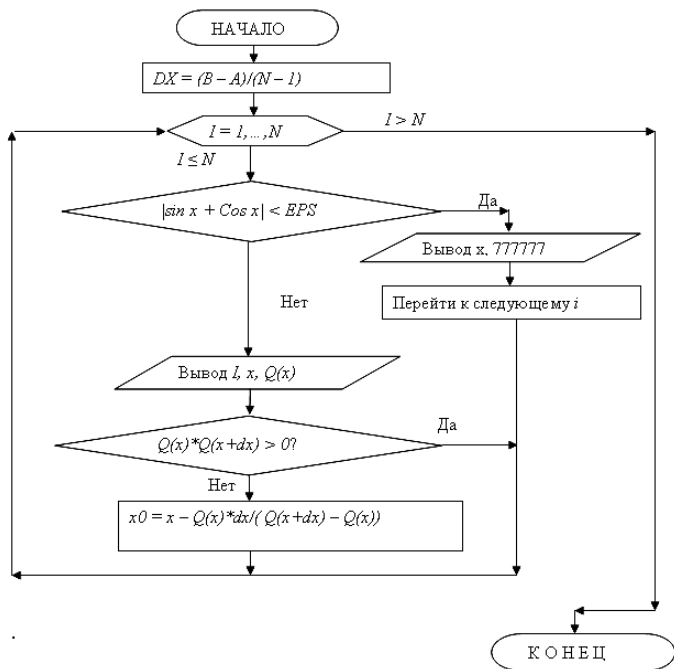 НАЧАЛО
DX = (B – A)/(N – 1)
I = 1,...,N
I > N
I ≤ N
|sin x + Cos x| < EPS
Да
Вывод x, 777777
Перейти к следующему i
Нет
Вывод I, x, Q(x)
Q(x)*Q(x+dx) > 0?
Да
Нет
x0 = x – Q(x)*dx/( Q(x+dx) – Q(x))
.
К О Н Е Ц